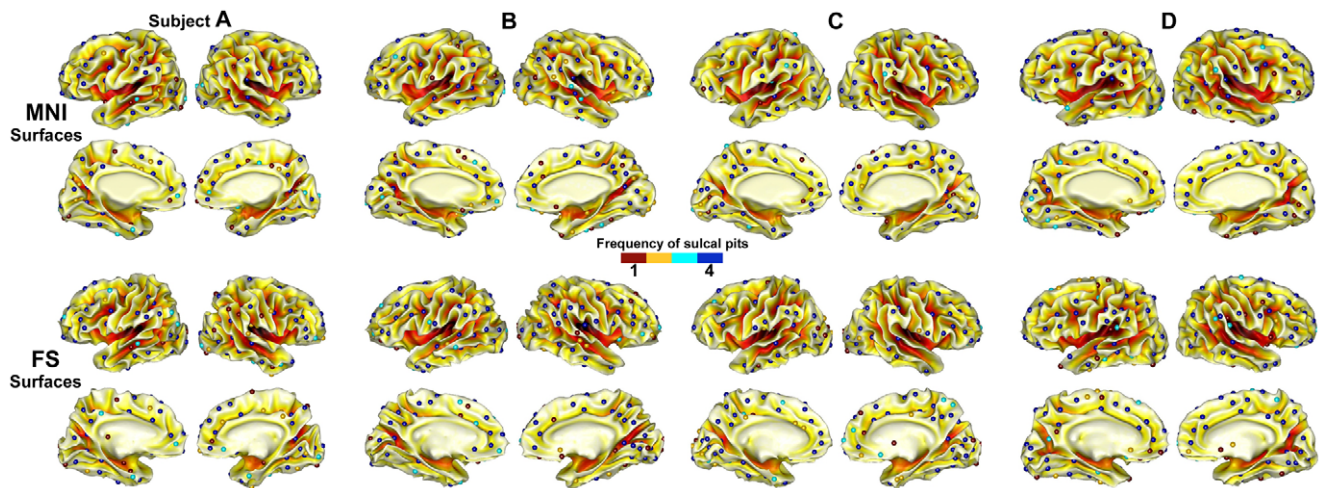 Subject A
B
C
D
MNI
Surfaces
Frequency of sulcal pits
1 4
FS
Surfaces